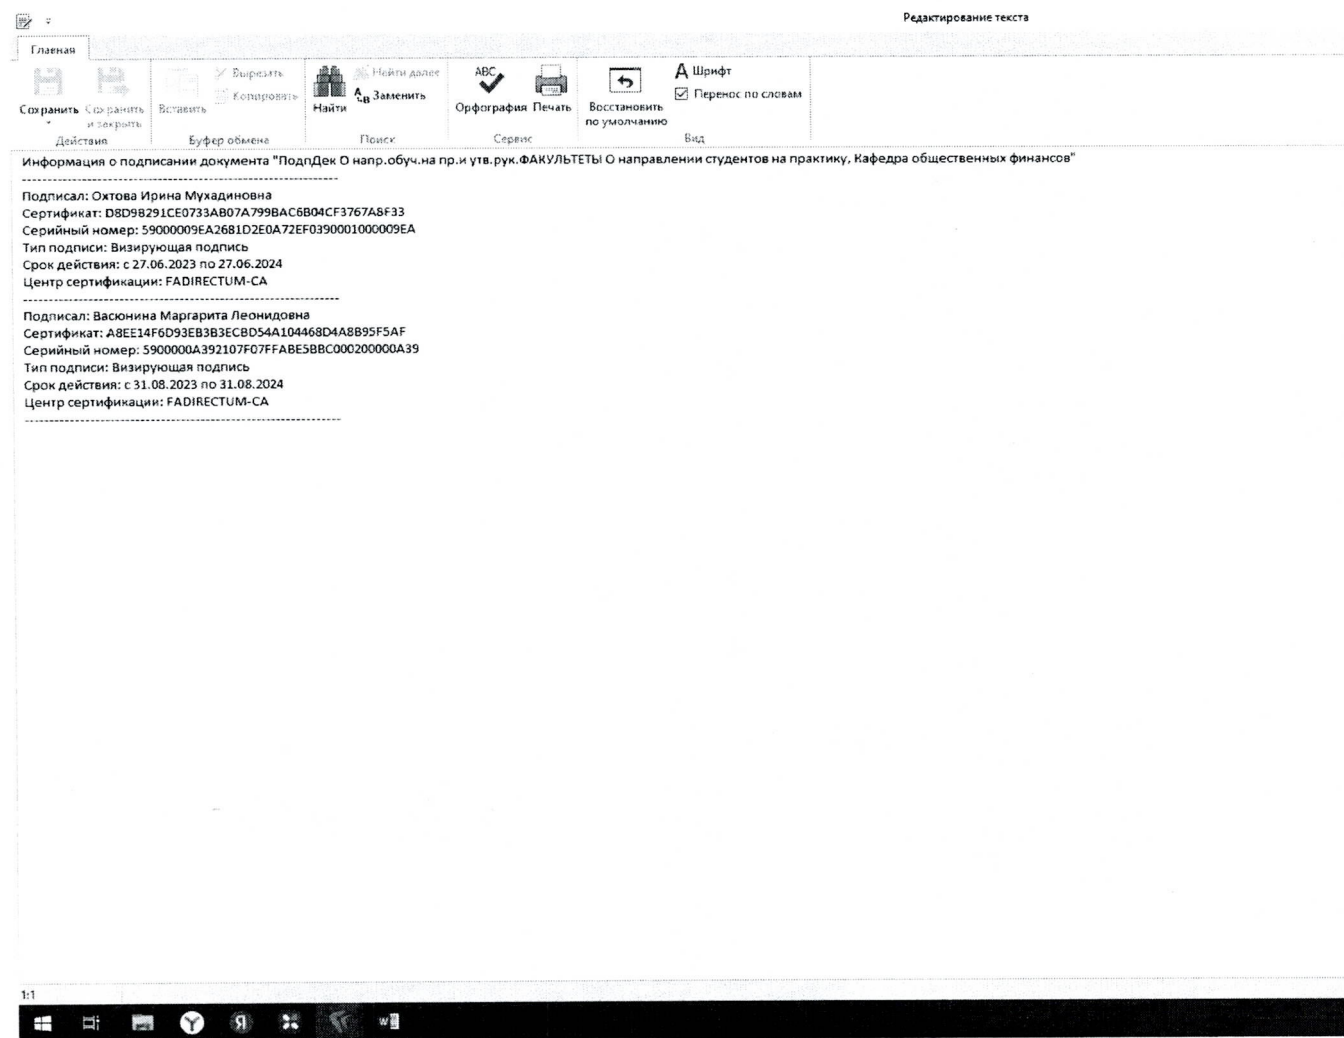 Редактирование текста
Главная
Сохранить
Сохранить и закрыть
Действия
Вставить
Вырезать
Копировать
Буфер обмена
Найти
Найти далее
Заменить
Поиск
ABC
Орфография
Печать
Сервис
Восстановить по умолчанию
Шрифт
Перенос по словам
Вид
Информация о подписании документа "ПодпДек О напр.обуч.на пр.и утв.рук.ФАКУЛЬТЕТЫ О направлении студентов на практику, Кафедра общественных финансов"
------------------------------------------------------------
Подписал: Охтова Ирина Мухадиновна
Сертификат: D8D98291CE0733AB07A799BAC6B04CF3767A8F33
Серийный номер: 59000009EA2681D2E0A72EF0390001000009EA
Тип подписи: Визирующая подпись
Срок действия: с 27.06.2023 по 27.06.2024
Центр сертификации: FADIRECTUM-CA
------------------------------------------------------------
Подписал: Васюнина Маргарита Леонидовна
Сертификат: A8EE14F6D93EB3B3ECBD54A104468D4A8B95F5AF
Серийный номер: 5900000A392107F07FFABE5BBC000200000A39
Тип подписи: Визирующая подпись
Срок действия: с 31.08.2023 по 31.08.2024
Центр сертификации: FADIRECTUM-CA
------------------------------------------------------------
1:1